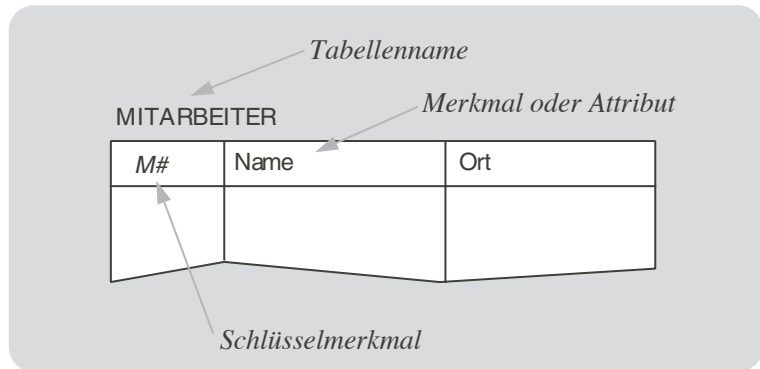 Tabellenname
Merkmal oder Attribut
MITARBEITER
M# Name Ort
Schlüsselmerkmal